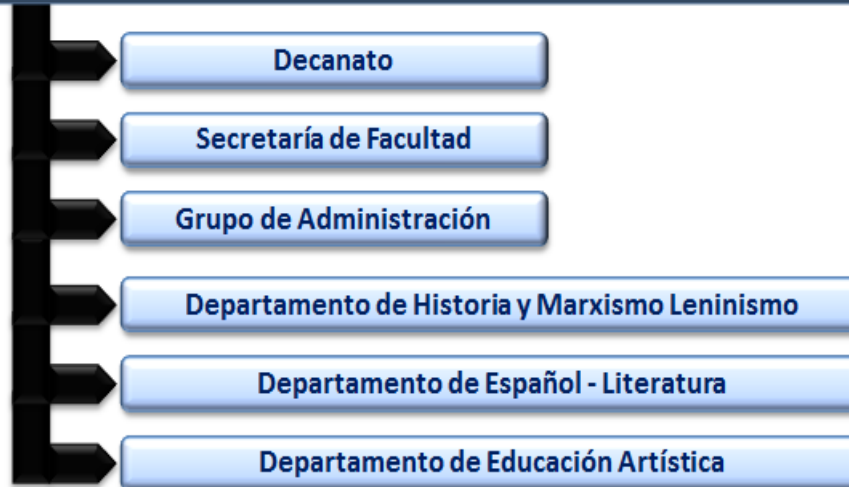 Decanato
Secretaría de Facultad
Grupo de Administración
Departamento de Historia y Marxismo Leninismo
Departamento de Español - Literatura
Departamento de Educación Artística